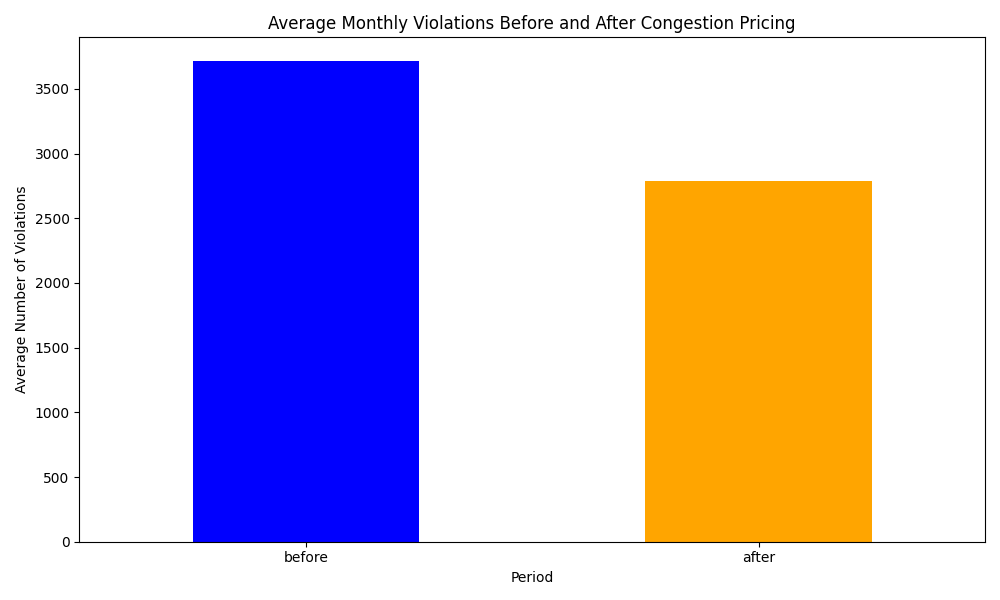 Average Monthly Violations Before and After Congestion Pricing
Average Number of Violations
3500
3000
2500
2000
1500
1000
500
0
before
after
Period